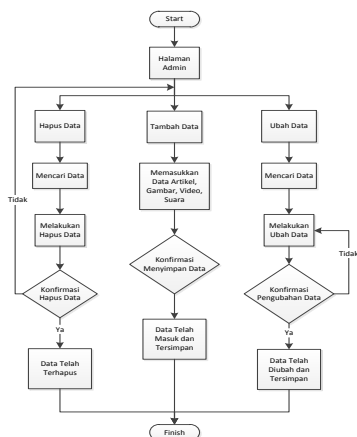 Start
Halaman
Admin
Hapus Data
Tambah Data
Ubah Data
Mencari Data
Memasukkan
Data Artikel,
Gambar, Video,
Suara
Mencari Data
Tidak
Melakukan
Hapus Data
Melakukan
Ubah Data
Tidak
Konfirmasi
Hapus Data
Konfirmasi
Menyimpan Data
Konfirmasi
Pengubahan Data
Ya
Ya
Data Telah
Terhapus
Data Telah
Masuk dan
Tersimpan
Data Telah
Diubah dan
Tersimpan
Finish